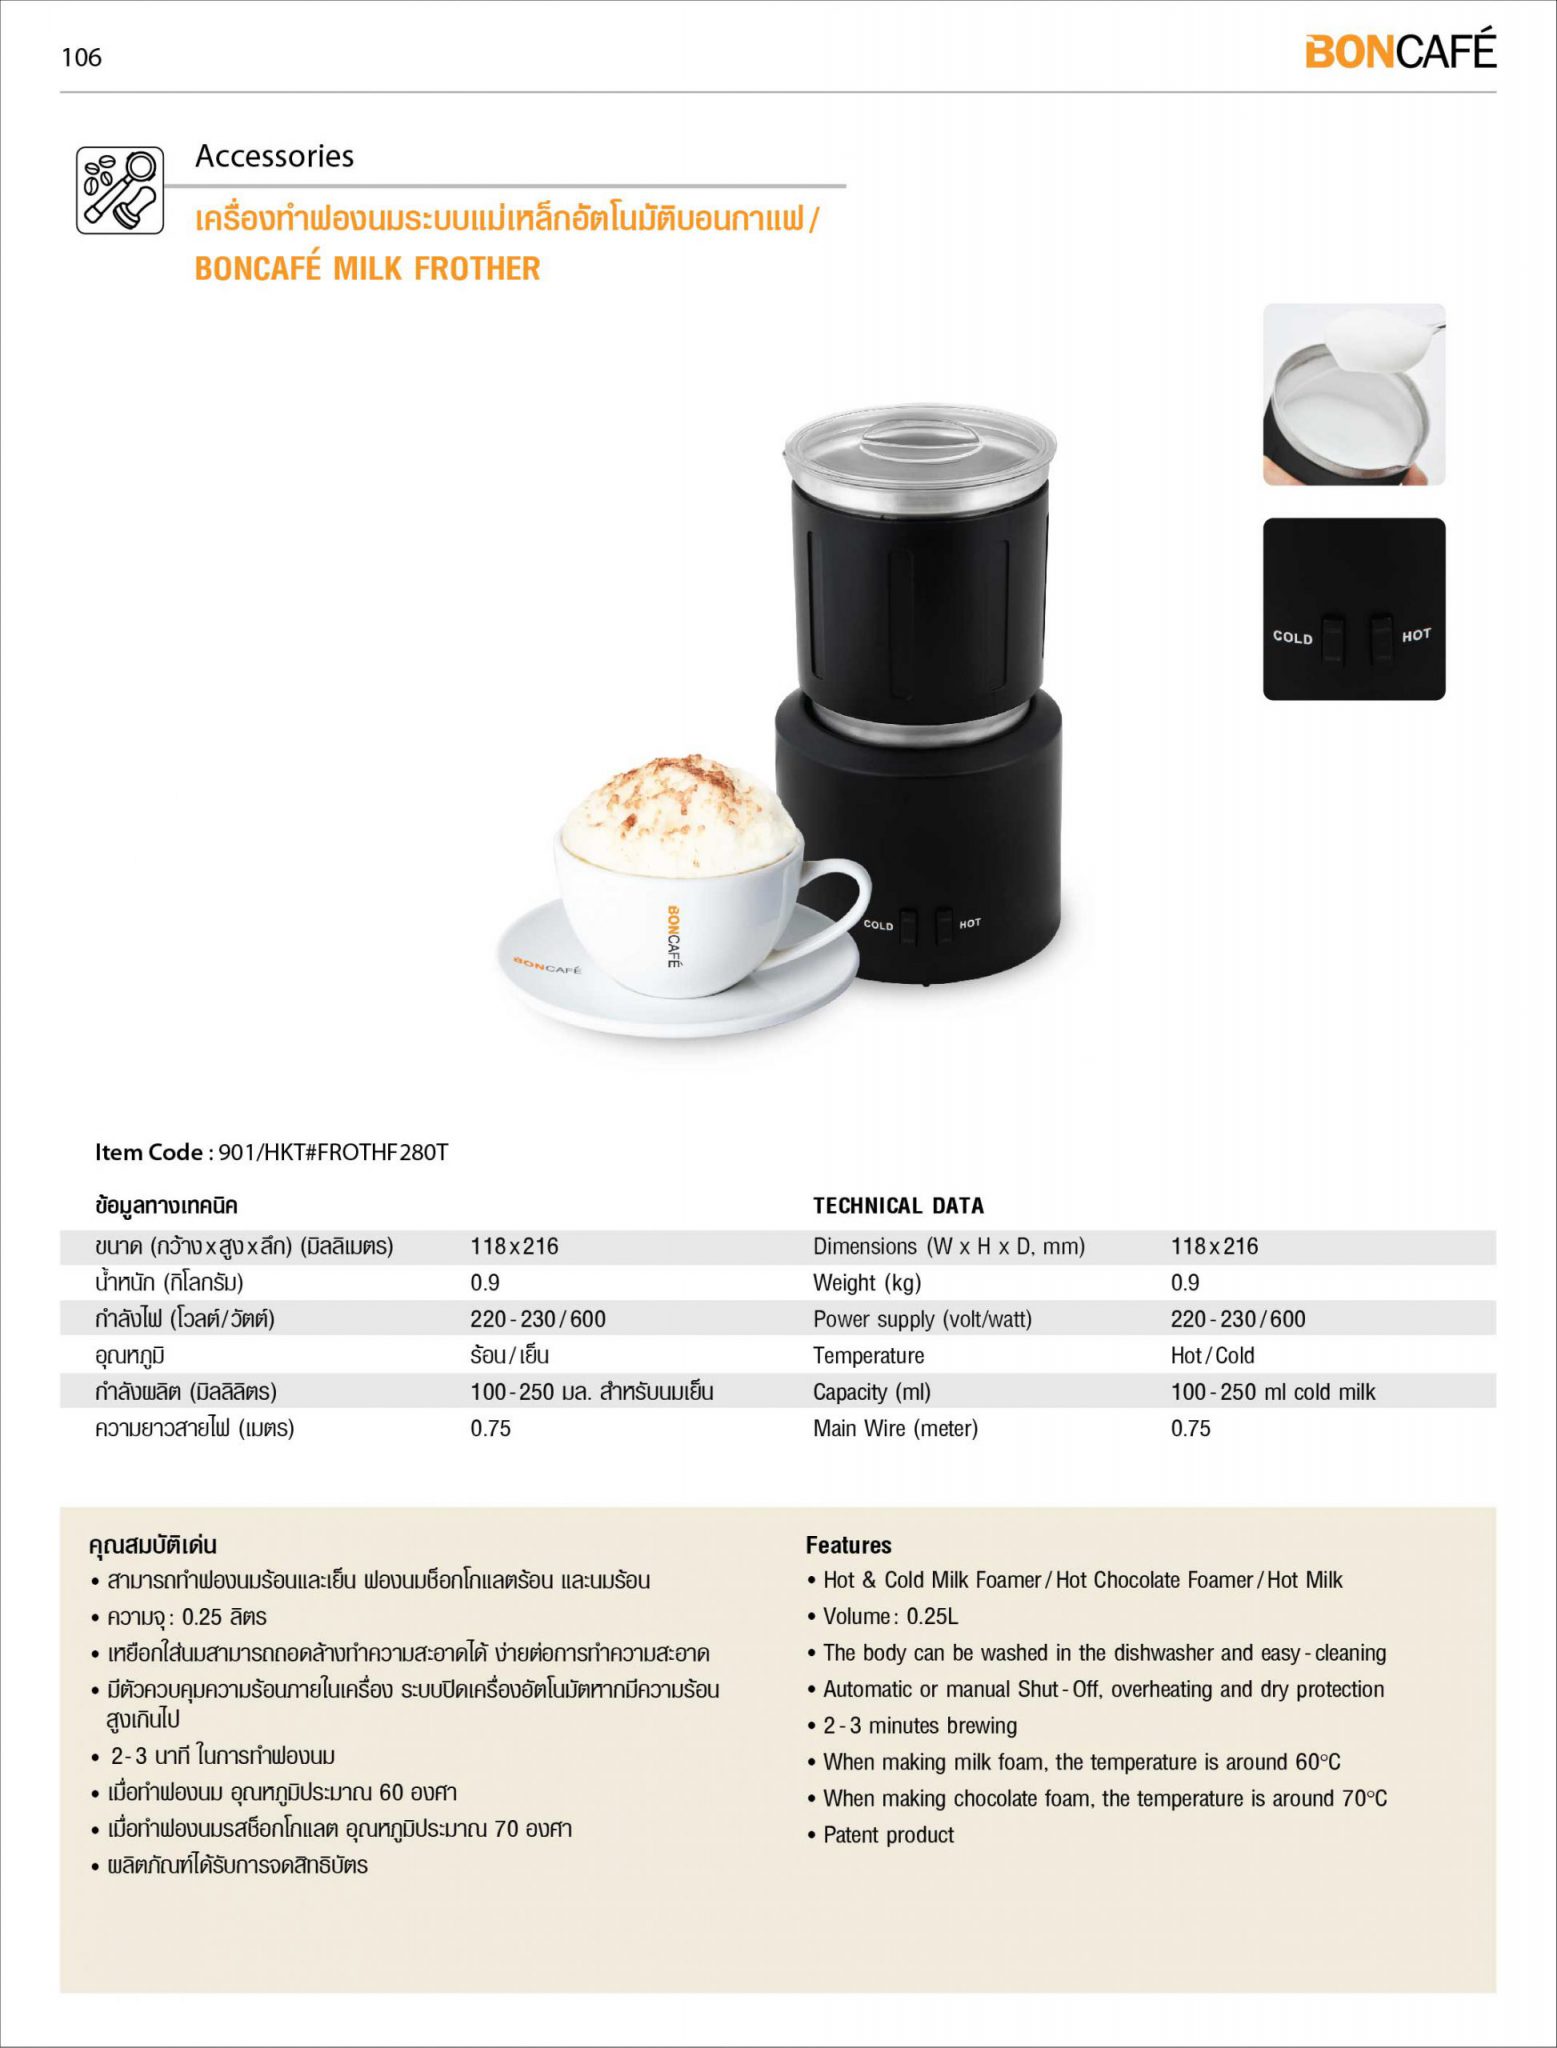 106
BONCAFÉ
Accessories
เครื่องทำฟองนมระบบแม่เหล็กอัตโนมัติบอนกาแฟ /
BONCAFÉ MILK FROTHER
COLD
HOT
COLD
HOT
BONCAFÉ
BONCAFÉ
Item Code : 901/HKT#FROTHF280T
ข้อมูลทางเทคนิค
ขนาด (กว้าง x สูง x ลึก) (มิลลิเมตร) 118 x 216
น้ำหนัก (กิโลกรัม) 0.9
กำลังไฟ (โวลต์/วัตต์) 220 - 230 / 600
อุณหภูมิ ร้อน / เย็น
กำลังผลิต (มิลลิลิตร) 100 - 250 มล. สำหรับนมเย็น
ความยาวสายไฟ (เมตร) 0.75
TECHNICAL DATA
Dimensions (W x H x D, mm) 118 x 216
Weight (kg) 0.9
Power supply (volt/watt) 220 - 230 / 600
Temperature Hot / Cold
Capacity (ml) 100 - 250 ml cold milk
Main Wire (meter) 0.75
คุณสมบัติเด่น
• สามารถทำฟองนมร้อนและเย็น ฟองนมช็อกโกแลตร้อน และนมร้อน
• ความจุ : 0.25 ลิตร
• เหยือกใส่นมสามารถถอดล้างทำความสะอาดได้ ง่ายต่อการทำความสะอาด
• มีตัวควบคุมความร้อนภายในเครื่อง ระบบปิดเครื่องอัตโนมัตหากมีความร้อน
สูงเกินไป
• 2 - 3 นาที ในการทำฟองนม
• เมื่อทำฟองนม อุณหภูมิประมาณ 60 องศา
• เมื่อทำฟองนมรสช็อกโกแลต อุณหภูมิประมาณ 70 องศา
• ผลิตภัณฑ์ได้รับการจดสิทธิบัตร
Features
• Hot & Cold Milk Foamer / Hot Chocolate Foamer / Hot Milk
• Volume : 0.25L
• The body can be washed in the dishwasher and easy - cleaning
• Automatic or manual Shut - Off, overheating and dry protection
• 2 - 3 minutes brewing
• When making milk foam, the temperature is around 60°C
• When making chocolate foam, the temperature is around 70°C
• Patent product